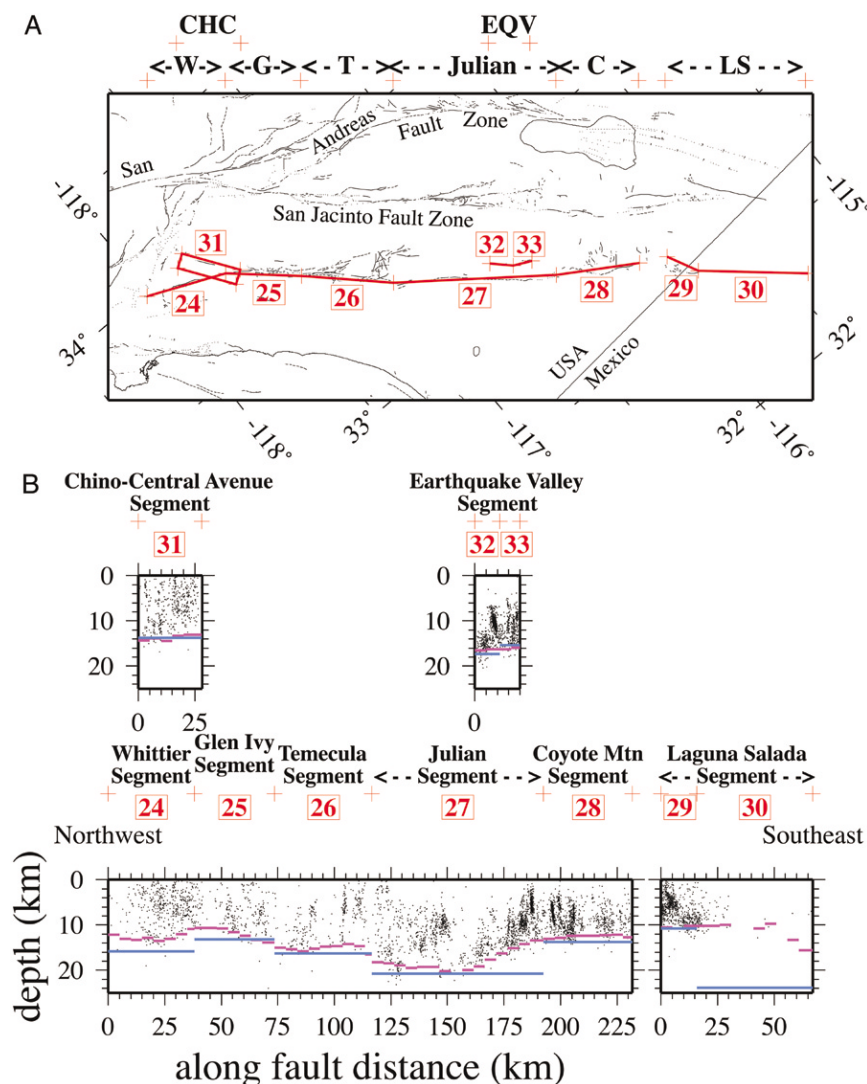 A
CHC EQV
<- W -> <- G -> <- T - -> <- - - - Julian - - -> <- C - -> <- - - LS - - ->
San Andreas Fault Zone
San Jacinto Fault Zone
-118°
-115°
31 32 33
24 25 26 27 28 29 30
USA
Mexico
34°
32°
-118° 33° -117° 32° -116°
B
Chino-Central Avenue Segment
31
0
10
20
0 25
Earthquake Valley Segment
32 33
0
10
20
0
Whittier Segment
24
Glen Ivy Segment
25
Temecula Segment
26
Julian
<- - - Segment - - ->
27
Coyote Mtn Segment
28
Laguna Salada
<- - - Segment - - ->
29 30
Northwest Southeast
depth (km)
0
10
20
0 25 50 75 100 125 150 175 200 225
0
10
20
0 25 50
along fault distance (km)